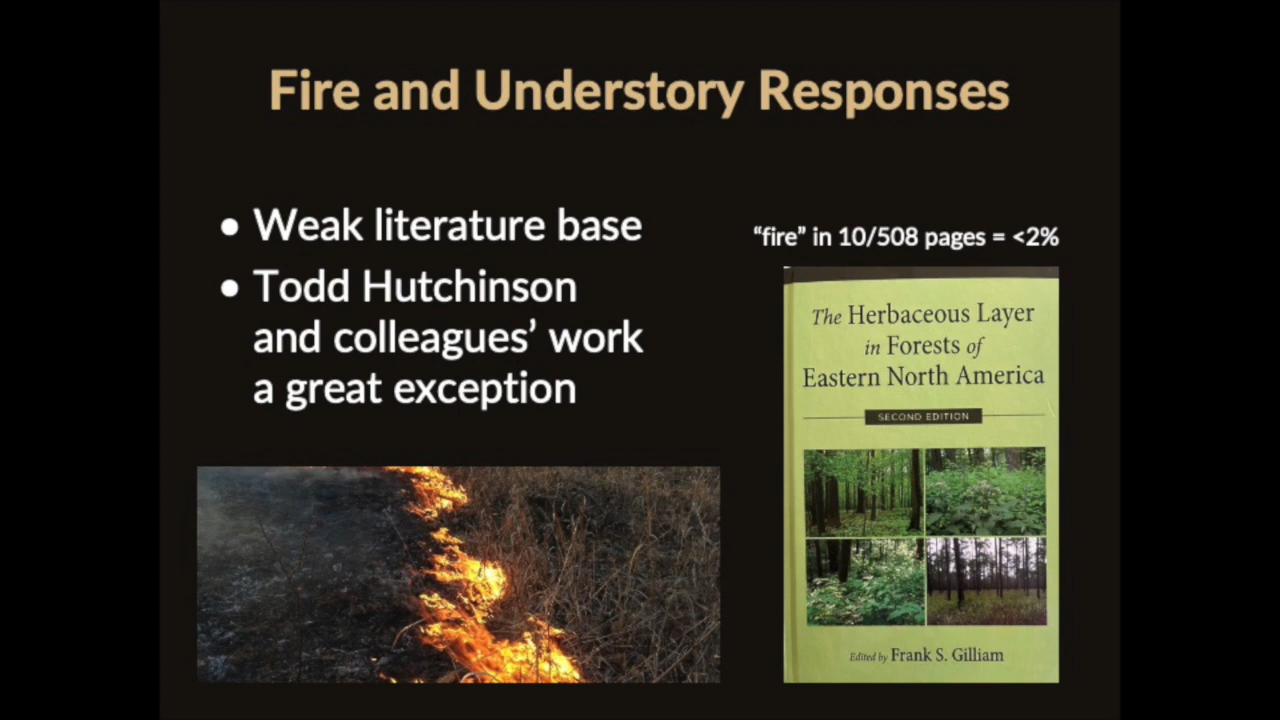 Fire and Understory Responses
• Weak literature base
• Todd Hutchinson
and colleagues’ work
a great exception
“fire” in 10/508 pages = <2%
The Herbaceous Layer
in Forests of
Eastern North America
SECOND EDITION
Edited by Frank S. Gilliam